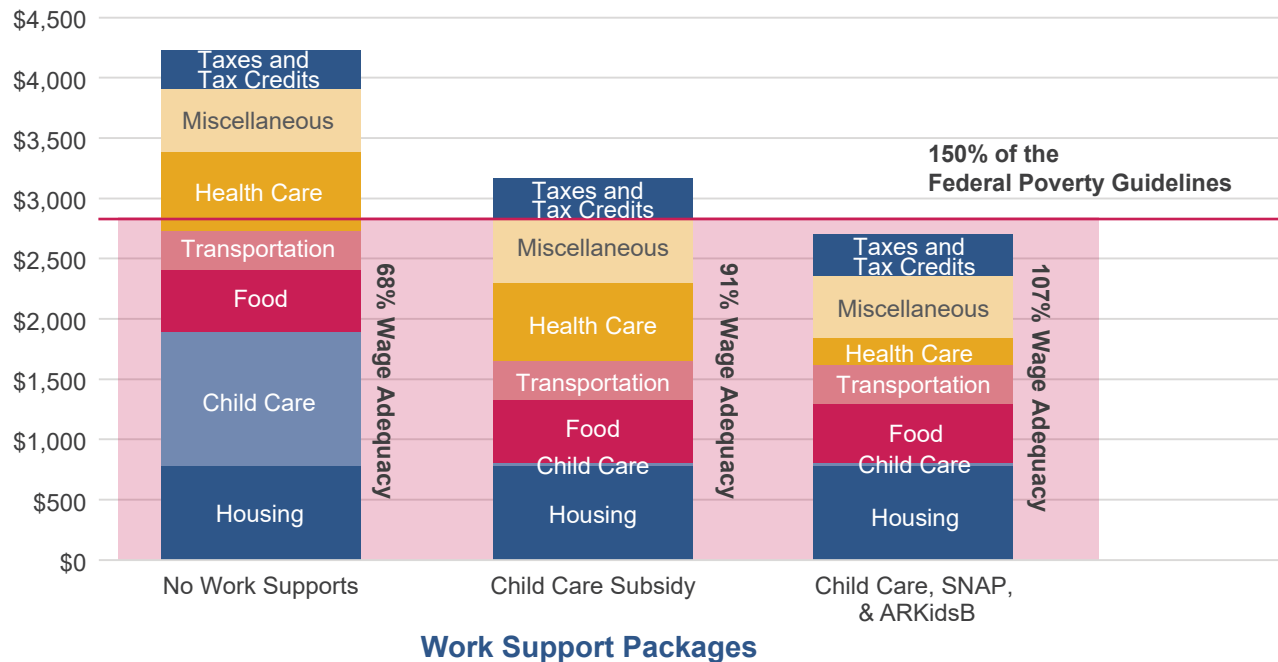 $4,500
$4,000
$3,500
$3,000
$2,500
$2,000
$1,500
$1,000
$500
$0
Taxes and
Tax Credits
Miscellaneous
Health Care
Transportation
Food
Child Care
Housing
68% Wage Adequacy
Taxes and
Tax Credits
Miscellaneous
Health Care
Transportation
Food
Child Care
Housing
91% Wage Adequacy
150% of the
Federal Poverty Guidelines
Taxes and
Tax Credits
Miscellaneous
Health Care
Transportation
Food
Child Care
Housing
107% Wage Adequacy
No Work Supports
Child Care Subsidy
Child Care, SNAP,
& ARKidsB
Work Support Packages